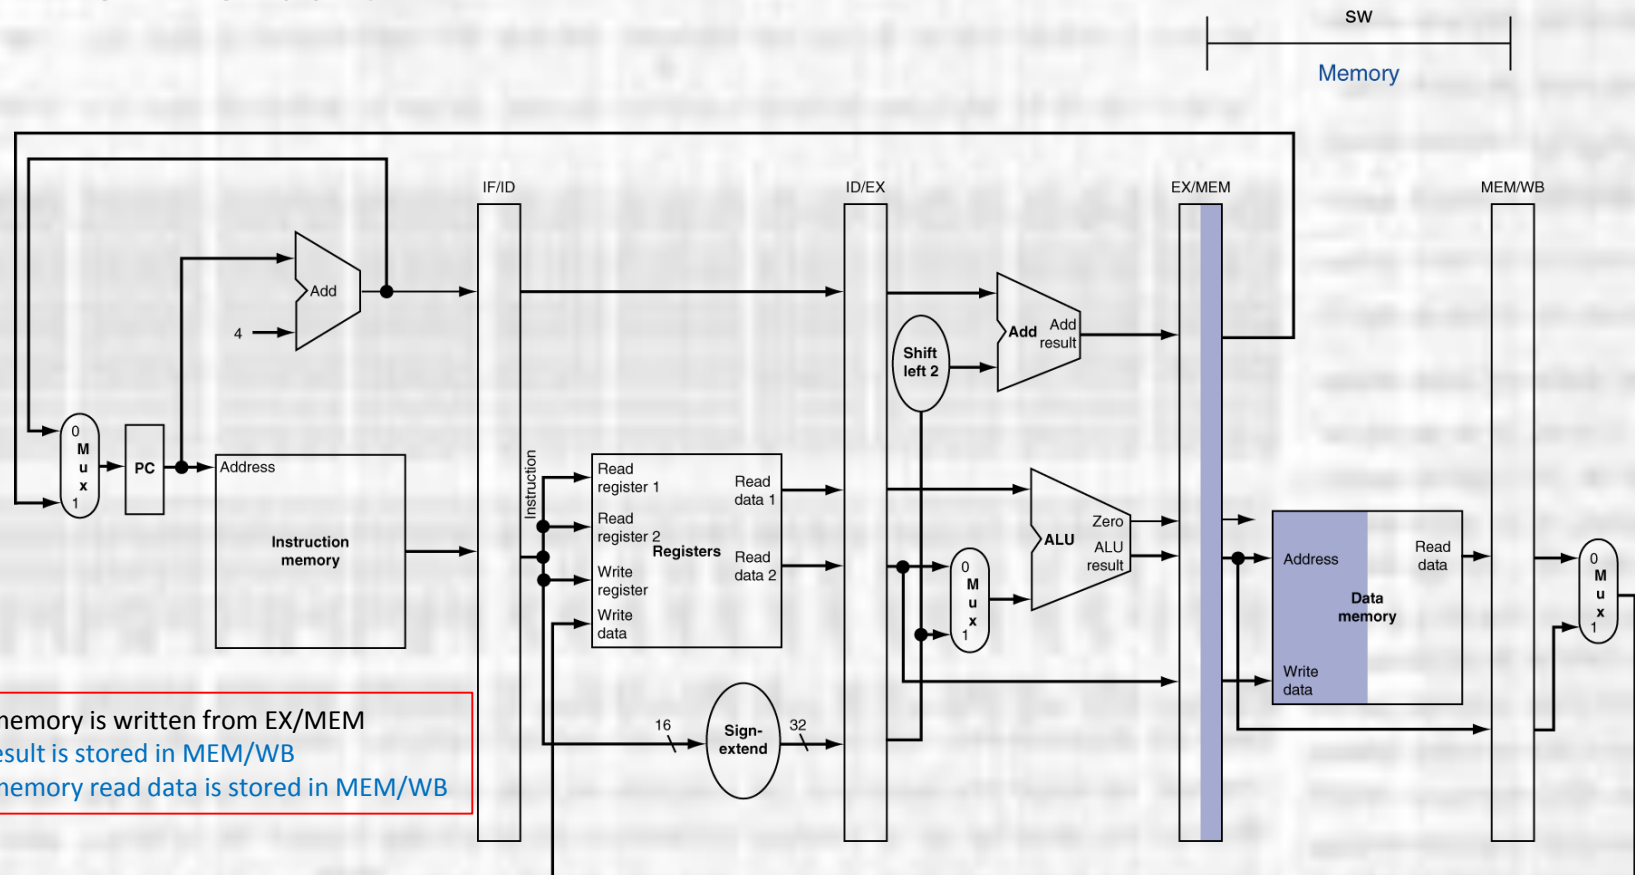 SW
Memory
IF/ID
ID/EX
EX/MEM
MEM/WB
Add
4
Add
Add
result
Shift
left 2
0
M
u
x
1
PC
Address
Instruction
memory
Instruction
Read
register 1
Read
register 2
Write
register
Write
data
Registers
Read
data 1
Read
data 2
0
M
u
x
1
Zero
ALU
ALU
result
Address
Read
data
Data
memory
Write
data
0
M
u
x
1
16
Sign-
extend
32
memory is written from EX/MEM
esult is stored in MEM/WB
memory read data is stored in MEM/WB